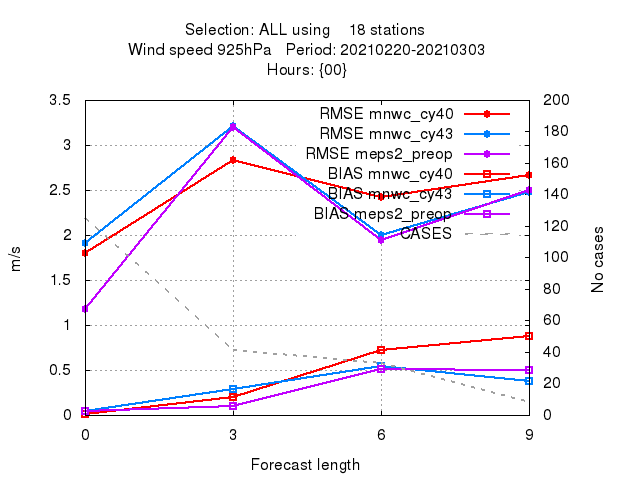 Selection: ALL using 18 stations
Wind speed 925hPa Period: 20210220-20210303
Hours: {00}
3.5
3
2.5
2
1.5
1
0.5
0
m/s
RMSE mnwc_cy40
RMSE mnwc_cy43
RMSE meps2_preop
BIAS mnwc_cy40
BIAS mnwc_cy43
BIAS meps2_preop
CASES
200
180
160
140
120
100
80
60
40
20
0
No cases
0 3 6 9
Forecast length